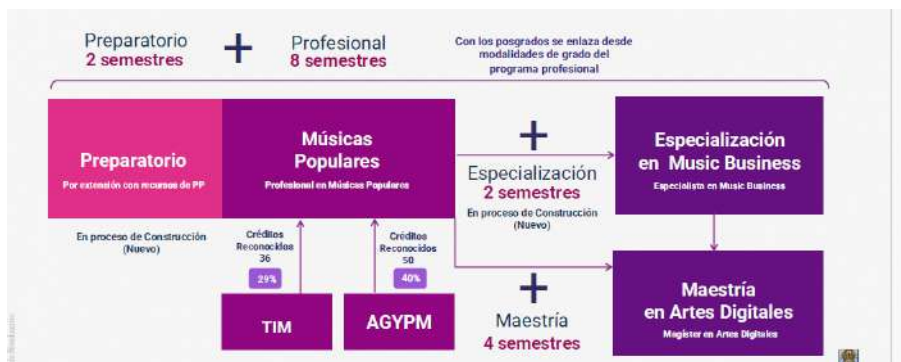 Preparatorio
2 semestres
+
Profesional
8 semestres
Con los posgrados se enlaza desde
modalidades de grado del
programa profesional
Preparatorio
Por extensión con recursos de PP
Músicas
Populares
Profesional en Músicas Populares
+
Especialización
2 semestres
En proceso de Construcción
(Nuevo)
Especialización
en Music Business
Especialista en Music Business
En proceso de Construcción
(Nuevo)
Créditos
Reconocidos
36
29%
Créditos
Reconocidos
50
40%
TIM
AGYPM
+
Maestría
4 semestres
Maestría
en Artes Digitales
Magíster en Artes Digitales